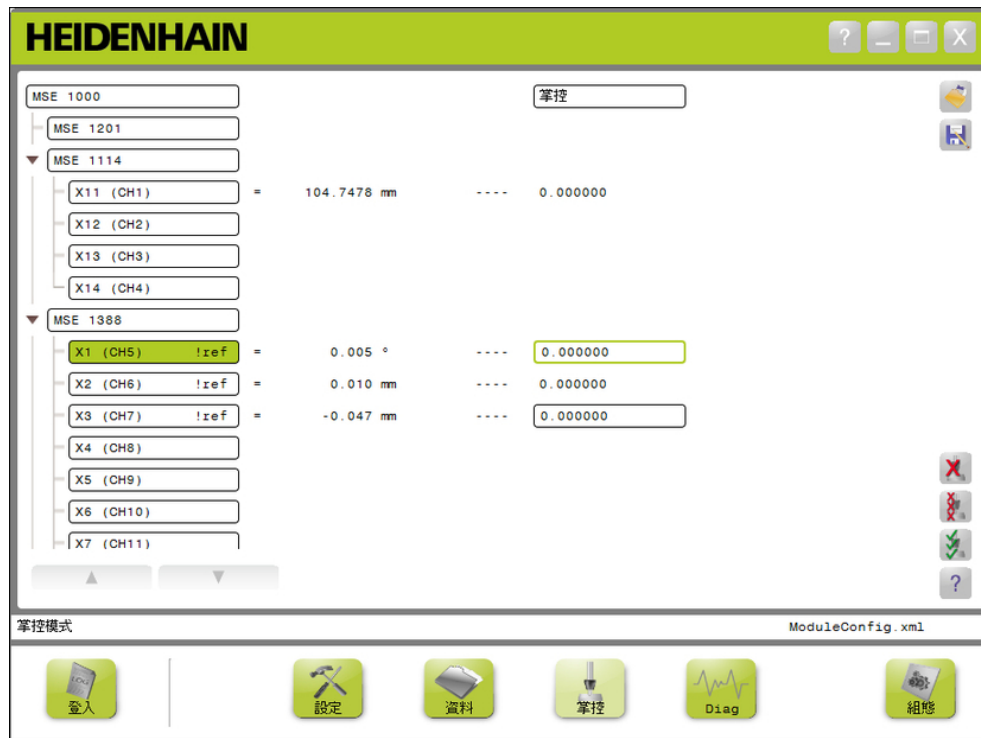 HEIDENHAIN
? X
MSE 1000 掌控
MSE 1201
MSE 1114
X11 (CH1) = 104.7478 mm ---- 0.000000
X12 (CH2)
X13 (CH3)
X14 (CH4)
MSE 1388
X1 (CH5) !ref = 0.005 ° ---- 0.000000
X2 (CH6) !ref = 0.010 mm ---- 0.000000
X3 (CH7) !ref = -0.047 mm ---- 0.000000
X4 (CH8)
X5 (CH9)
X6 (CH10)
X7 (CH11)
?
掌控模式 ModuleConfig.xml
LOG
登入 設定 資料 掌控 Diag 組態